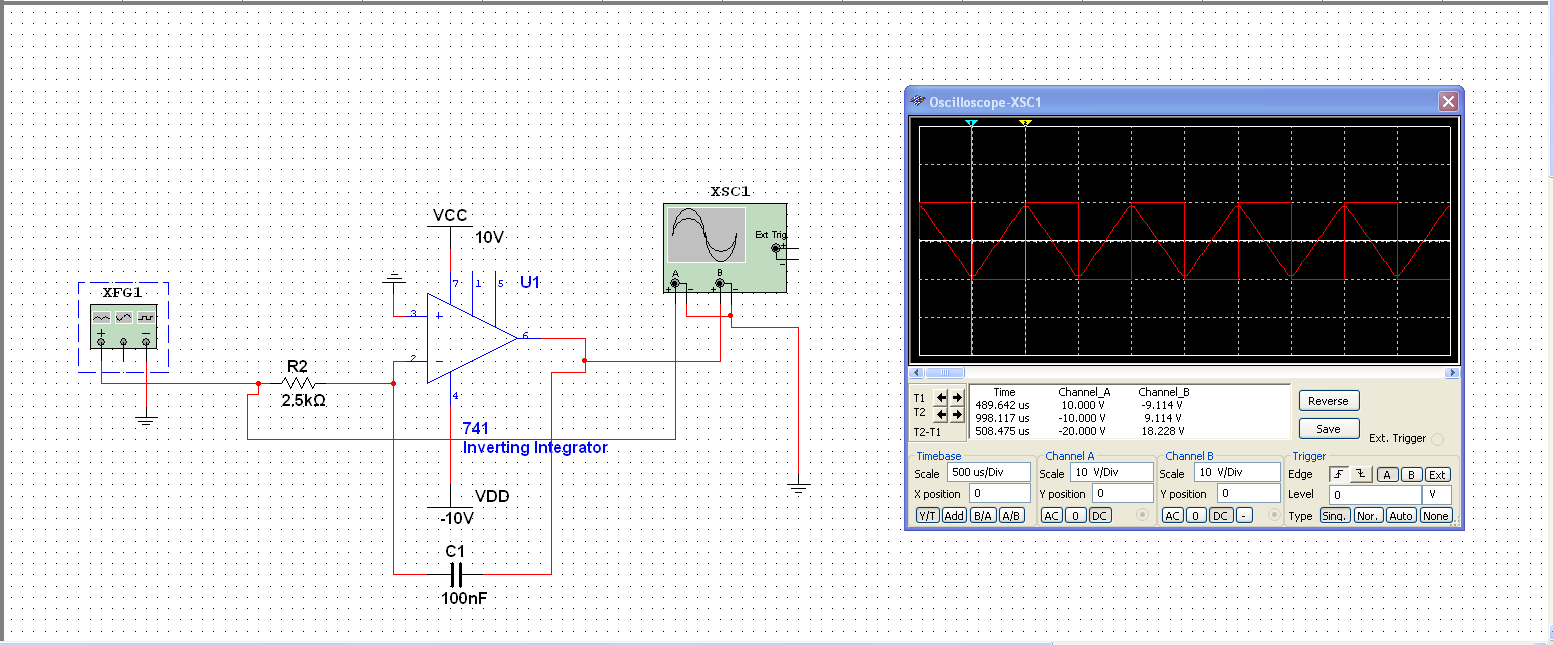 XFG1
+
−
R2
2.5kΩ
VCC
10V
7
1
5
U1
3
+
2
−
6
4
741
Inverting Integrator
VDD
-10V
C1
100nF
XSC1
Ext Trig
+
−
A
B
+
−
+
−
Oscilloscope-XSC1
1
2
Time Channel_A Channel_B
T1 489.642 us 10.000 V -9.114 V
T2 998.117 us -10.000 V 9.114 V
T2-T1 508.475 us -20.000 V 18.228 V
Reverse
Save
Ext. Trigger
Timebase Channel A Channel B Trigger
Scale 500 us/Div Scale 10 V/Div Scale 10 V/Div Edge A B Ext
X position 0 Y position 0 Y position 0 Level 0 V
Y/T Add B/A A/B AC 0 DC AC 0 DC - Type Sing. Nor. Auto None